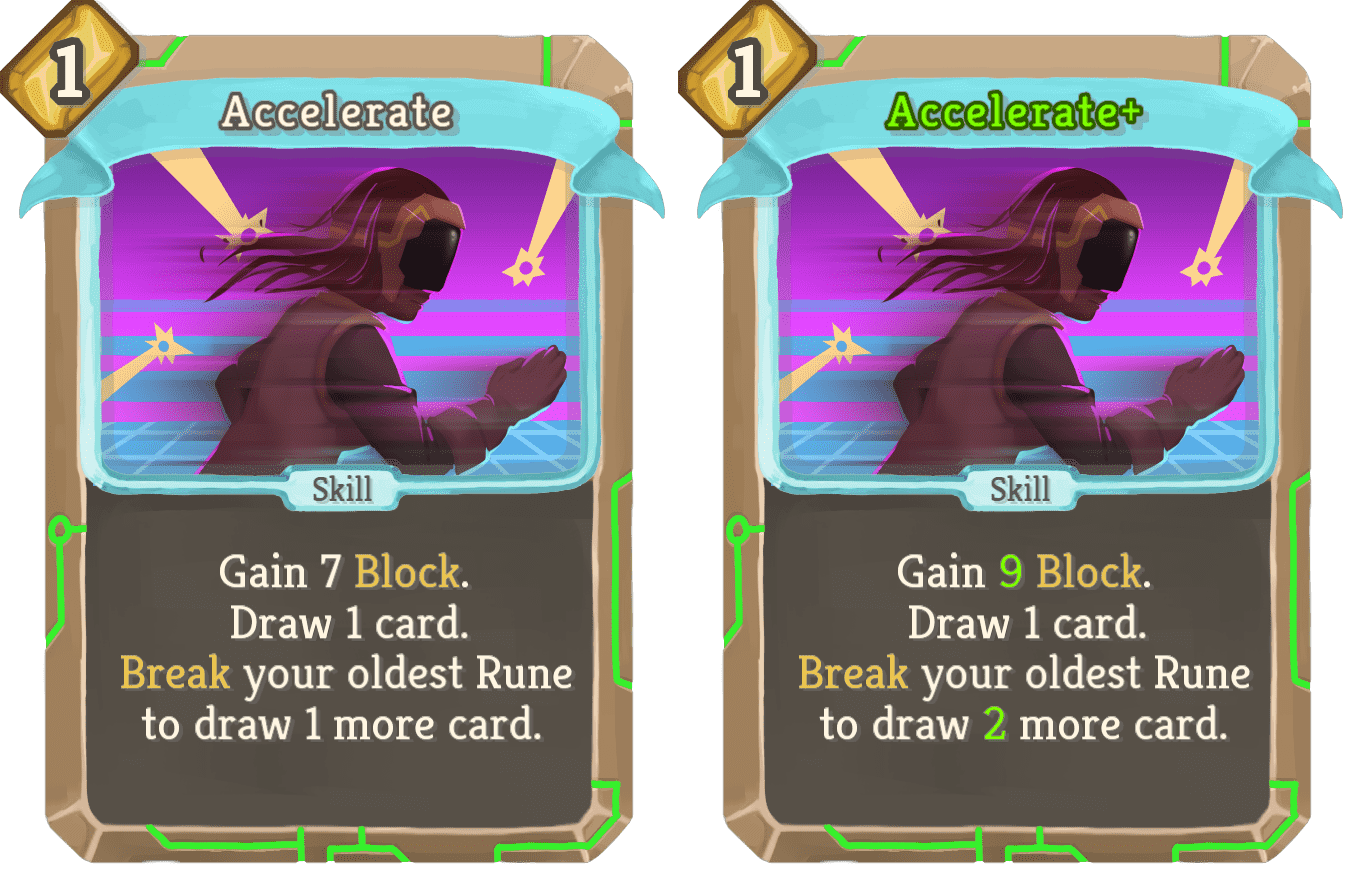 1
Accelerate
Skill
Gain 7 Block.
Draw 1 card.
Break your oldest Rune
to draw 1 more card.
1
Accelerate+
Skill
Gain 9 Block.
Draw 1 card.
Break your oldest Rune
to draw 2 more card.